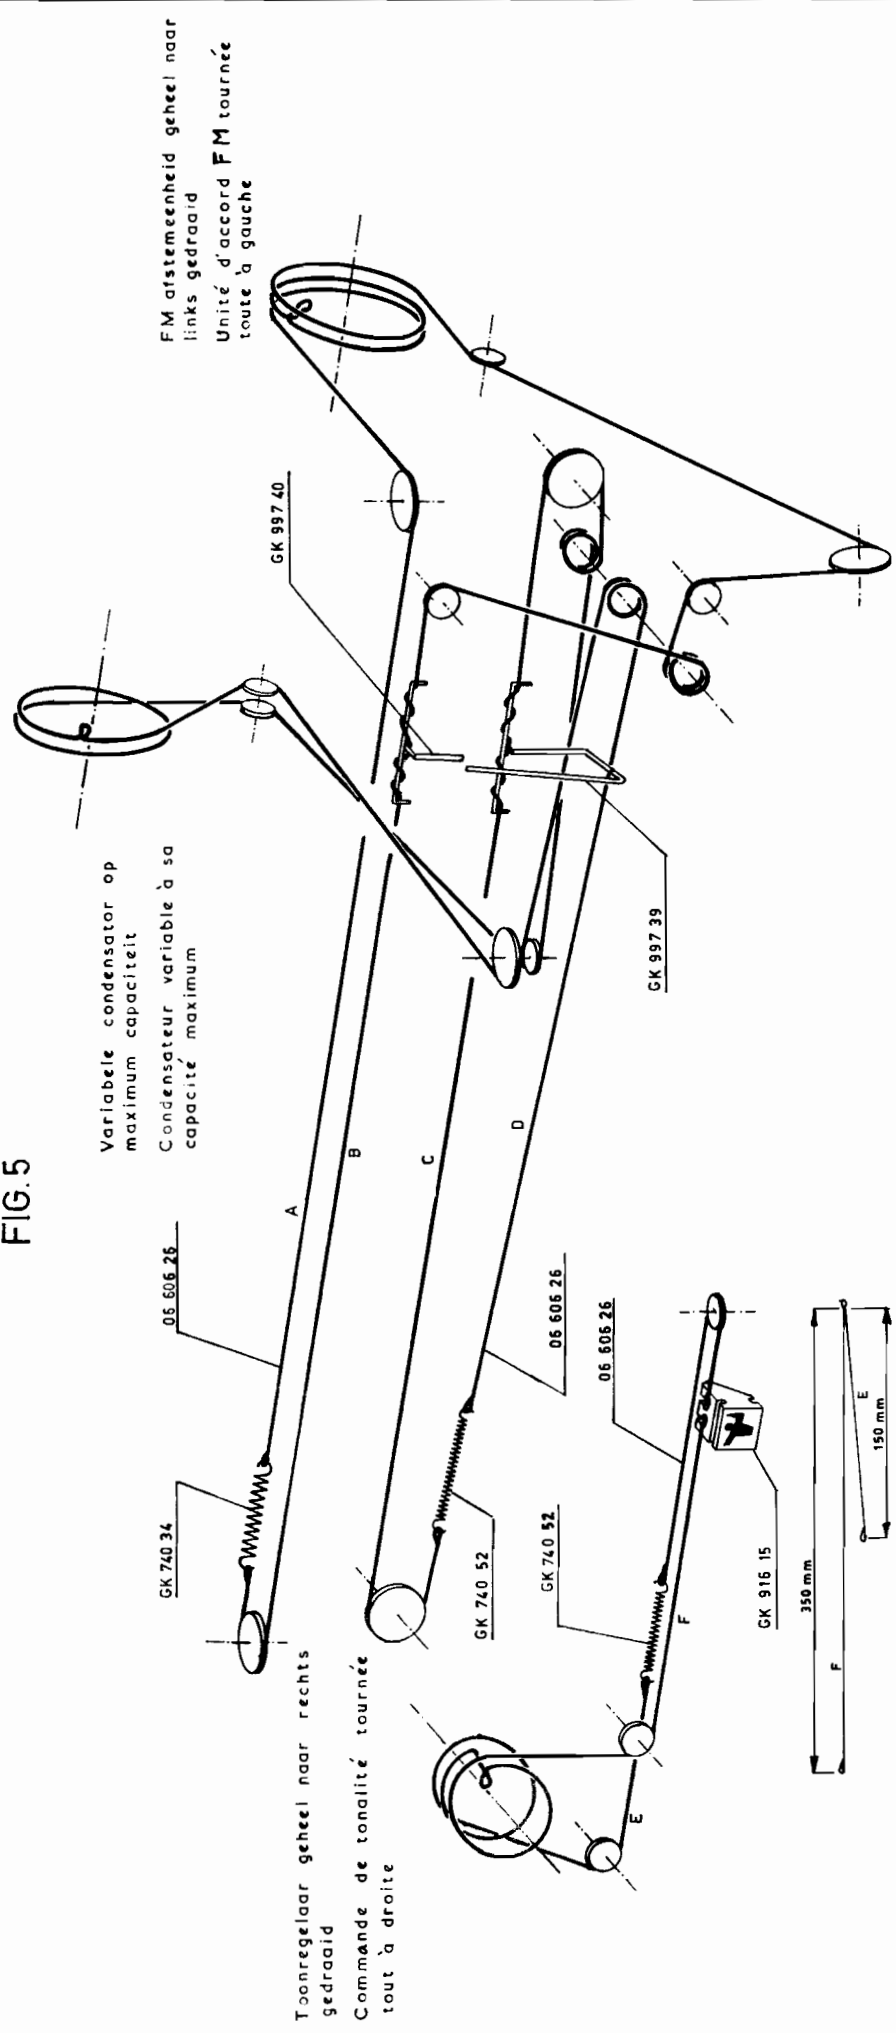 FIG. 5
FM afstemeenheid geheel naar
links gedraaid
Unité d'accord FM tournée
toute à gauche
Variabele condensator op
maximum capaciteit
Condensateur variable à sa
capacité maximum
Toonregelaar geheel naar rechts
gedraaid
Commande de tonalité tournée
tout à droite
GK 740 34
06 606 26
GK 997 40
A
B
C
D
GK 740 52
06 606 26
GK 997 39
GK 740 52
06 606 26
E
F
GK 916 15
350 mm
F
E
150 mm